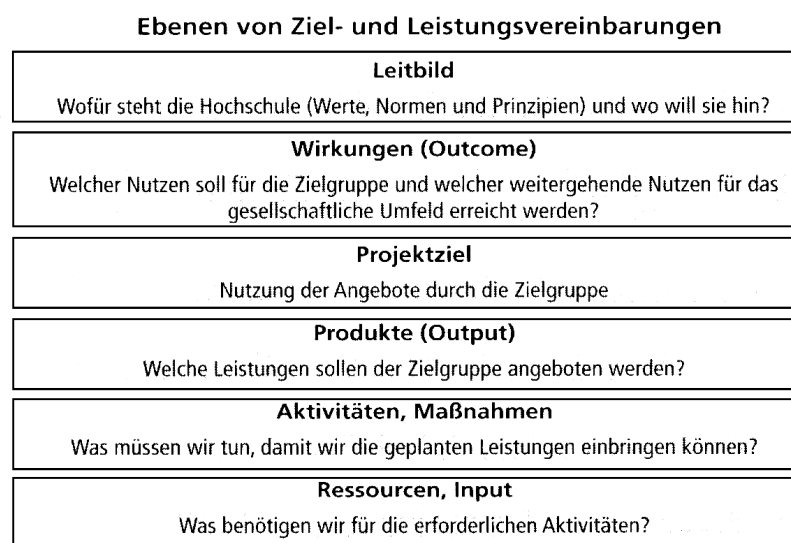 Ebenen von Ziel- und Leistungsvereinbarungen
Leitbild
Wofür steht die Hochschule (Werte, Normen und Prinzipien) und wo will sie hin?
Wirkungen (Outcome)
Welcher Nutzen soll für die Zielgruppe und welcher weitergehende Nutzen für das
gesellschaftliche Umfeld erreicht werden?
Projektziel
Nutzung der Angebote durch die Zielgruppe
Produkte (Output)
Welche Leistungen sollen der Zielgruppe angeboten werden?
Aktivitäten, Maßnahmen
Was müssen wir tun, damit wir die geplanten Leistungen einbringen können?
Ressourcen, Input
Was benötigen wir für die erforderlichen Aktivitäten?